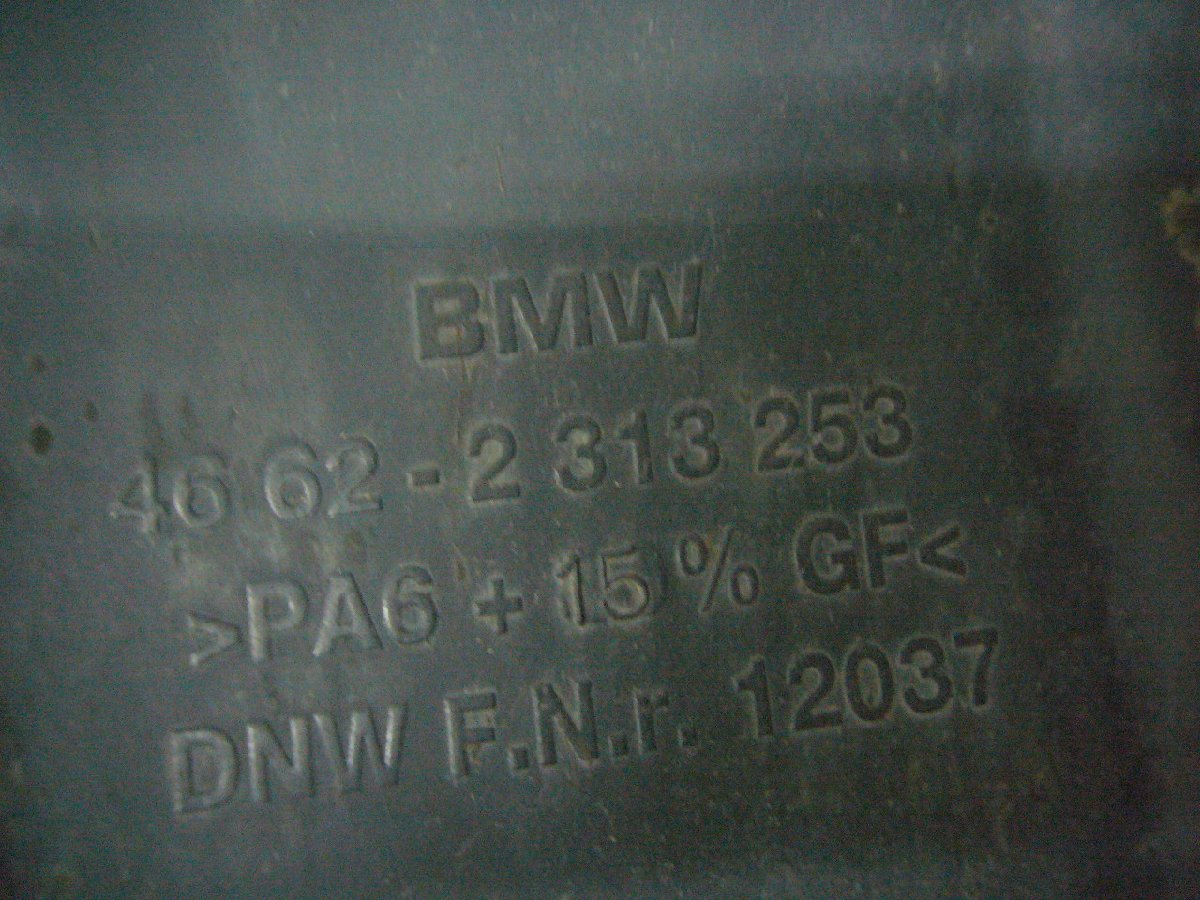 BMW
46 62 - 2 313 253
>PA6 + 15 % GF<
DNW F.N.r. 12037